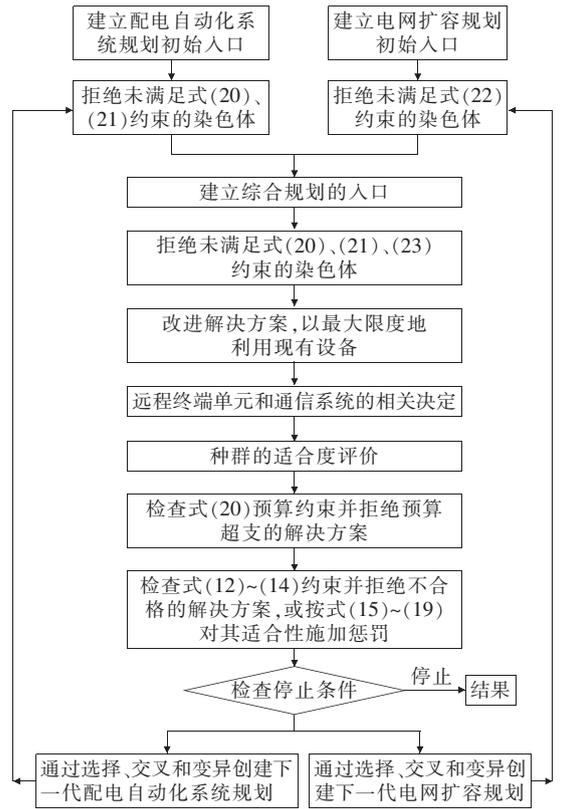 建立配电自动化系
统规划初始入口
建立电网扩容规划
初始入口
拒绝未满足式(20)、
(21)约束的染色体
拒绝未满足式(22)
约束的染色体
建立综合规划的入口
拒绝未满足式(20)、(21)、(23)
约束的染色体
改进解决方案,以最大限度地
利用现有设备
远程终端单元和通信系统的相关决定
种群的适合度评价
检查式(20)预算约束并拒绝预算
超支的解决方案
检查式(12)~(14)约束并拒绝不合
格的解决方案,或按式(15)~(19)
对其适合性施加惩罚
检查停止条件
停止
结果
通过选择、交叉和变异创建下
一代配电自动化系统规划
通过选择、交叉和变异创
建下一代电网扩容规划